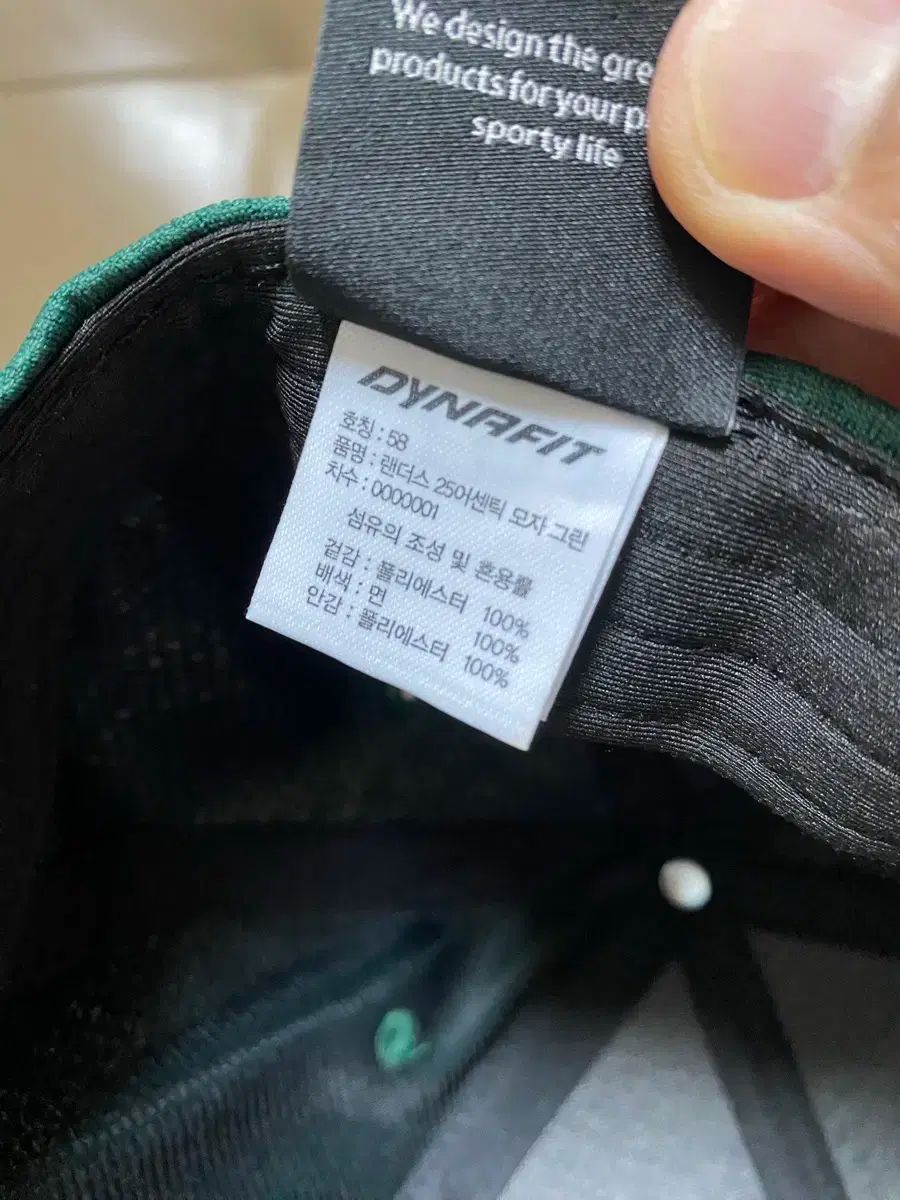 We design the gre
products for your p
sporty life
DYNAFIT
호칭 : 58
품명 : 랜더스 25어센틱 모자 그린
차수 : 0000001
섬유의 조성 및 혼용률
겉감 : 폴리에스터 100%
배색 : 면 100%
안감 : 폴리에스터 100%